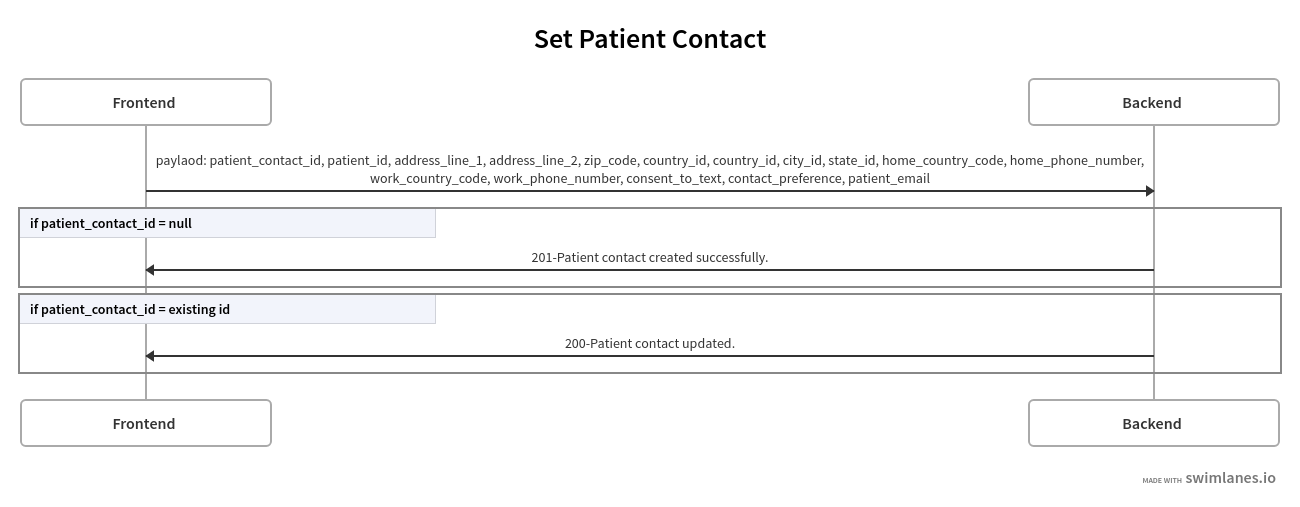 Set Patient Contact
Frontend
Backend
paylaod: patient_contact_id, patient_id, address_line_1, address_line_2, zip_code, country_id, country_id, city_id, state_id, home_country_code, home_phone_number,
work_country_code, work_phone_number, consent_to_text, contact_preference, patient_email
if patient_contact_id = null
201-Patient contact created successfully.
if patient_contact_id = existing id
200-Patient contact updated.
Frontend
Backend
MADE WITH swimlanes.io